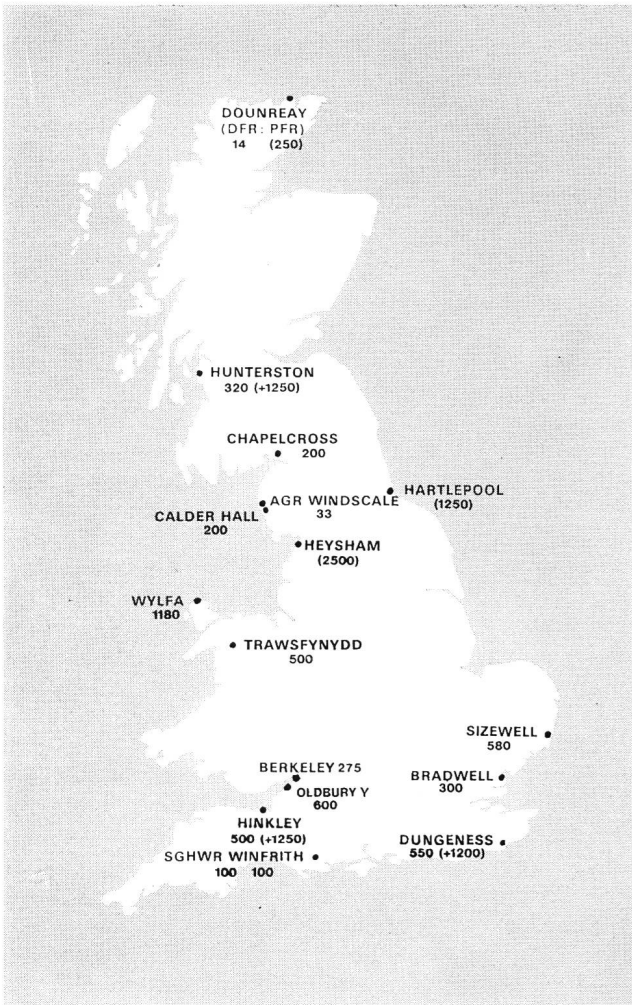 DOUNREAY
(DFR : PFR)
14 (250)
HUNTERSTON
320 (+1250)
CHAPELCROSS
200
HARTLEPOOL
(1250)
AGR WINDSCALE
33
CALDER HALL
200
HEYSHAM
(2500)
WYLFA
1180
TRAWSFYNYDD
500
SIZEWELL
580
BERKELEY 275
BRADWELL
300
OLDBURY Y
600
HINKLEY
500 (+1250)
DUNGENESS
550 (+1200)
SGHWR WINFRITH
100 100